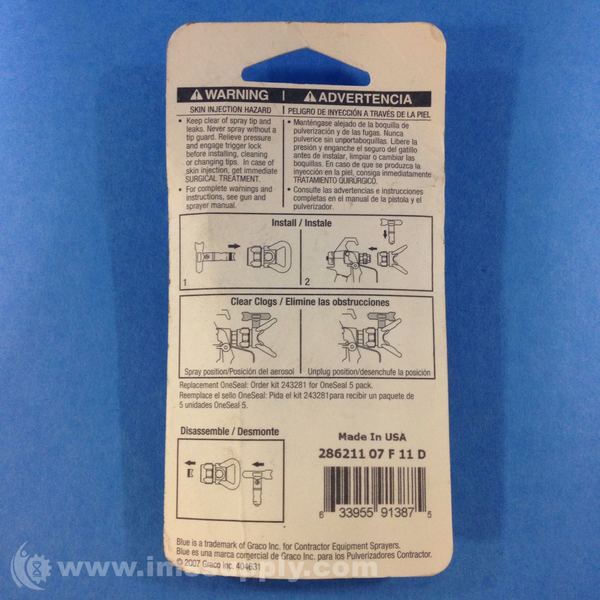 WARNING
SKIN INJECTION HAZARD
• Keep clear of spray tip and
leaks. Never spray without a
tip guard. Relieve pressure
and engage trigger lock
before installing, cleaning
or changing tips. In case of
skin injection, get immediate
SURGICAL TREATMENT.
• For complete warnings and
instructions, see gun and
sprayer manual.
ADVERTENCIA
PELIGRO DE INYECCIÓN A TRAVÉS DE LA PIEL
• Manténgase alejado de la boquilla de
pulverización y de las fugas. Nunca
pulverice sin unportaboquillas. Libere la
presión y enganche el seguro del gatillo
antes de instalar, limpiar o cambiar las
boquillas. En caso de que se produzca la
inyección en la piel, consiga inmediatamente
TRATAMIENTO QUIRÚRGICO.
• Consulte las advertencias e instrucciones
completas en el manual de la pistola y el
pulverizador.
Install / Instale
1
2
Clear Clogs / Elimine las obstrucciones
Spray position/Posición del aerosol
Unplug position/desenchufe la posición
Replacement OneSeal: Order kit 243281 for OneSeal 5 pack.
Reemplace el sello OneSeal: Pida el kit 243281para recibir un paquete de
5 unidades OneSeal 5.
Disassemble / Desmonte
Made In USA
286211 07 F 11 D
6 33955 91387 5
Blue is a trademark of Graco Inc. for Contractor Equipment Sprayers.
Blue es una marca comercial de Graco Inc. para los Pulverizadores Contractor.
© 2007 Graco Inc. 404631
www.imssupply.com